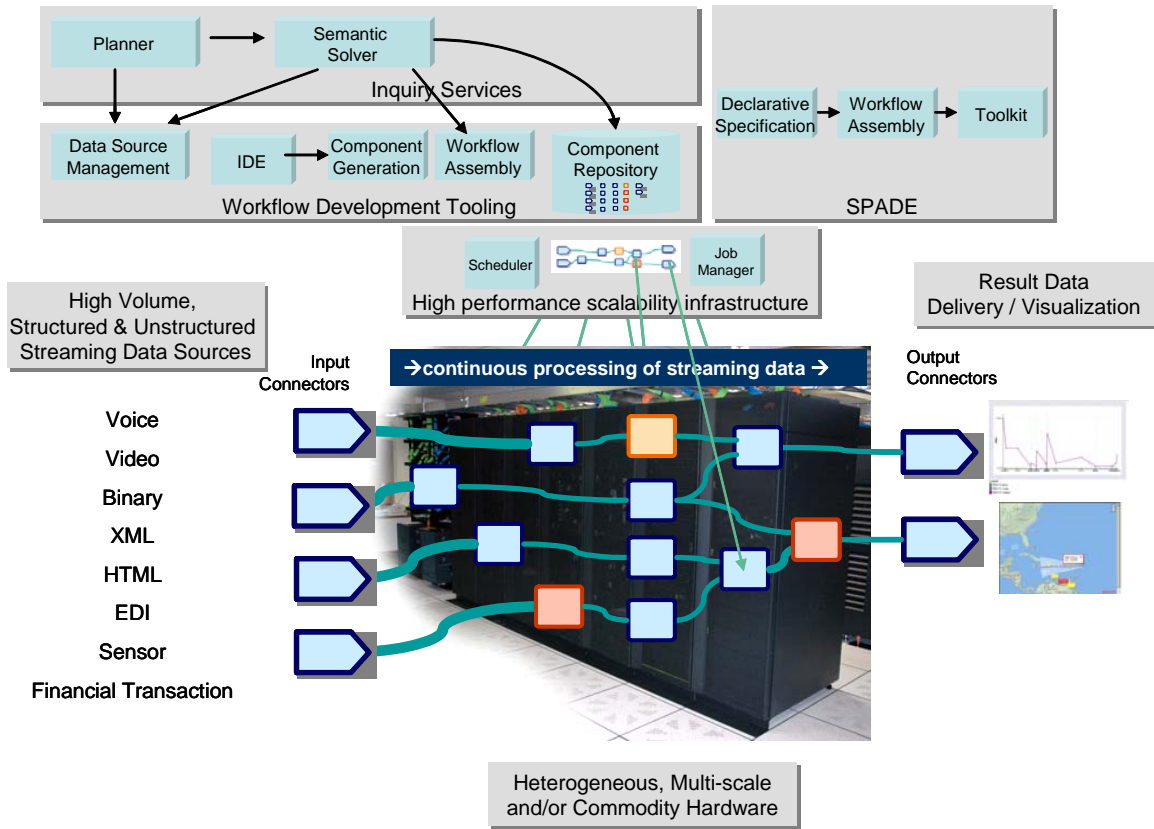 Planner
Semantic
Solver
Inquiry Services
Data Source
Management
IDE
Component
Generation
Workflow
Assembly
Component
Repository
Workflow Development Tooling
Declarative
Specification
Workflow
Assembly
Toolkit
SPADE
Scheduler
Job
Manager
High performance scalability infrastructure
High Volume,
Structured & Unstructured
Streaming Data Sources
Result Data
Delivery / Visualization
Input
Connectors
→continuous processing of streaming data →
Output
Connectors
Voice
Video
Binary
XML
HTML
EDI
Sensor
Financial Transaction
Heterogeneous, Multi-scale
and/or Commodity Hardware